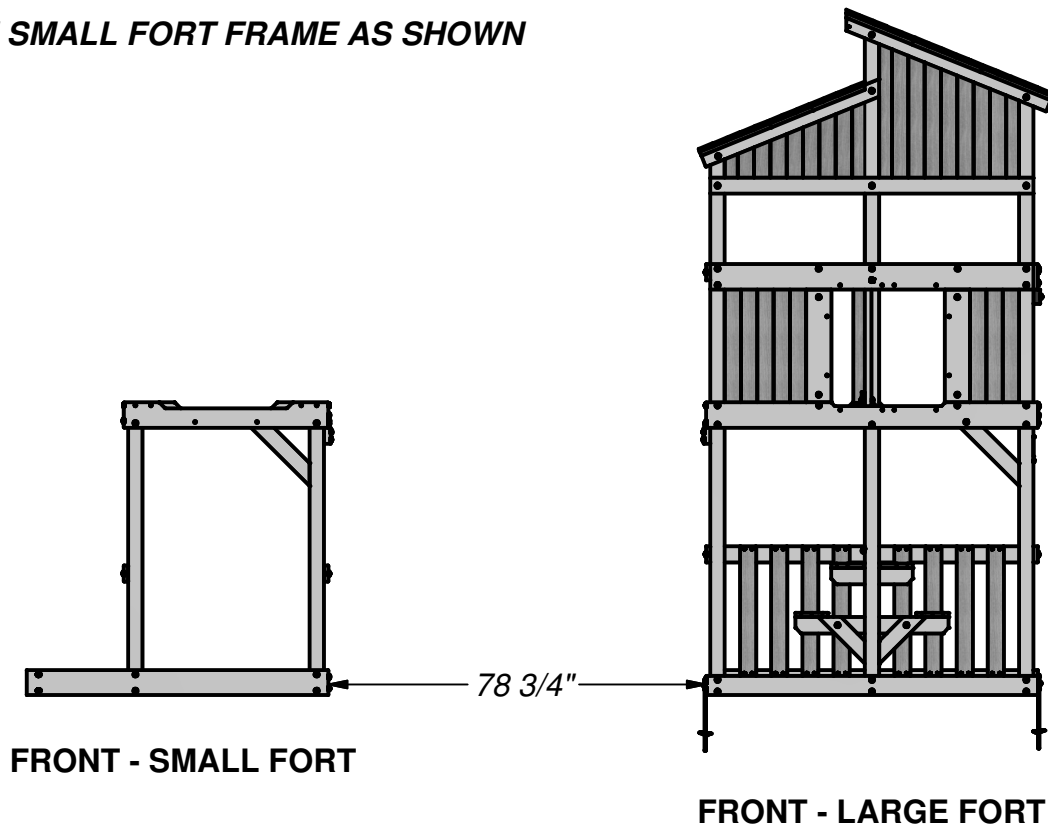 SMALL FORT FRAME AS SHOWN
78 3/4"
FRONT - SMALL FORT
FRONT - LARGE FORT